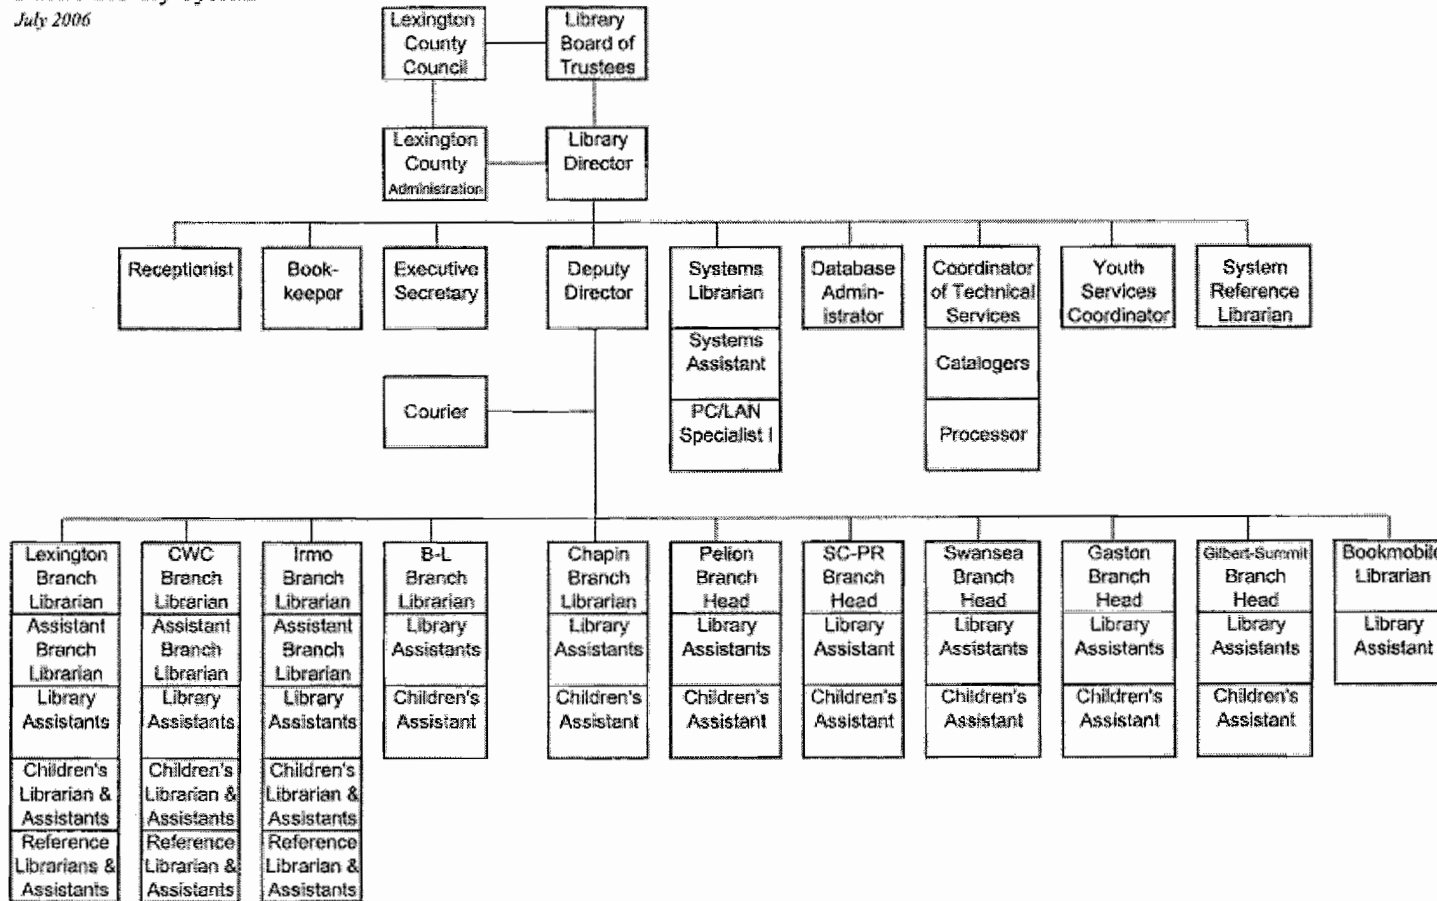 July 2006
Lexington
County
Council
Library
Board of
Trustees
Lexington
County
Administration
Library
Director
Receptionist
Book-
keeper
Executive
Secretary
Deputy
Director
Systems
Librarian
Systems
Assistant
PC/LAN
Specialist I
Database
Admin-
istrator
Coordinator
of Technical
Services
Catalogers
Processor
Youth
Services
Coordinator
System
Reference
Librarian
Courier
Lexington
Branch
Librarian
Assistant
Branch
Librarian
Library
Assistants
Children's
Librarian &
Assistants
Reference
Librarians &
Assistants
CWC
Branch
Librarian
Assistant
Branch
Librarian
Library
Assistants
Children's
Librarian &
Assistants
Reference
Librarian &
Assistants
Irmo
Branch
Librarian
Assistant
Branch
Librarian
Library
Assistants
Children's
Librarian &
Assistants
Reference
Librarian &
Assistants
B-L
Branch
Librarian
Library
Assistants
Children's
Assistant
Chapin
Branch
Librarian
Library
Assistants
Children's
Assistant
Pelion
Branch
Head
Library
Assistants
Children's
Assistant
SC-PR
Branch
Head
Library
Assistant
Children's
Assistant
Swansea
Branch
Head
Library
Assistants
Children's
Assistant
Gaston
Branch
Head
Library
Assistants
Children's
Assistant
Gilbert-Summit
Branch
Head
Library
Assistants
Children's
Assistant
Bookmobile
Librarian
Library
Assistant